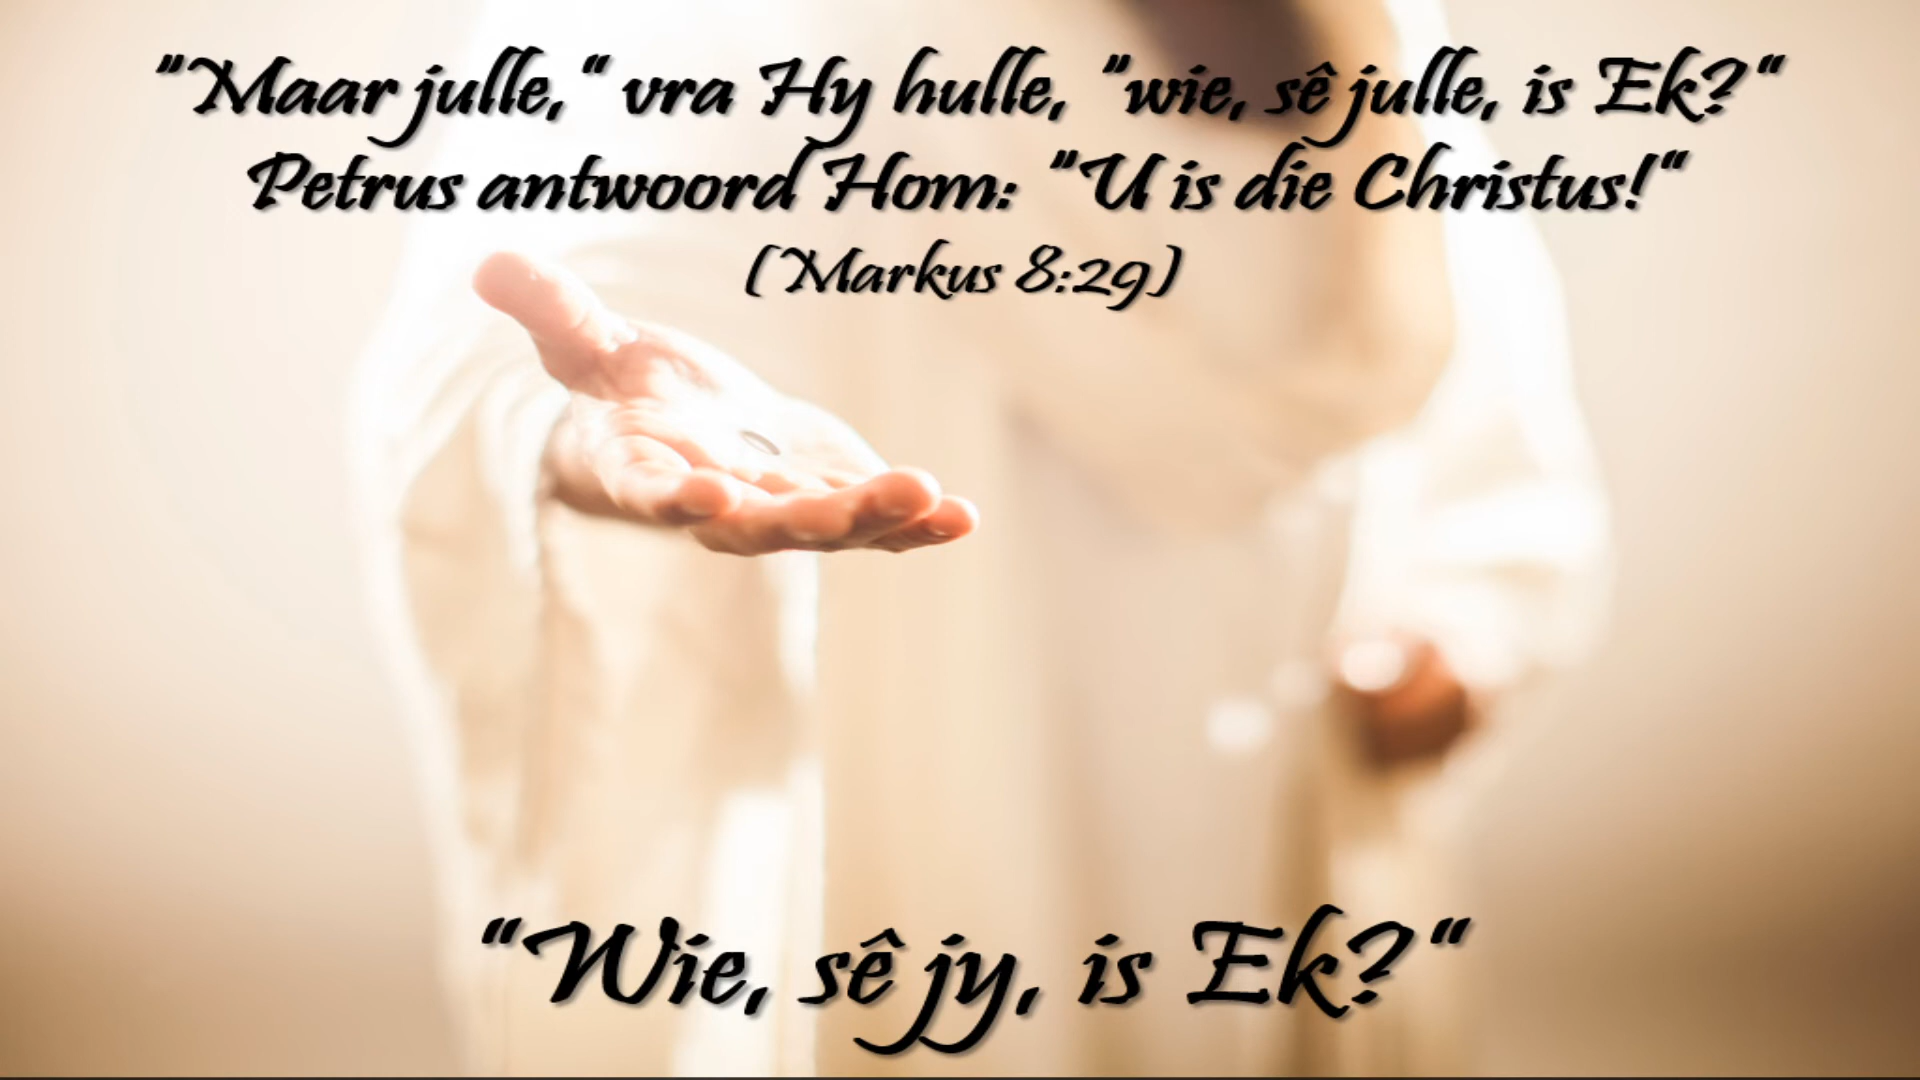 "Maar julle," vra Hy hulle, "wie, sê julle, is Ek?"
Petrus antwoord Hom: "U is die Christus!"
(Markus 8:29)
"Wie, sê jy, is Ek?"